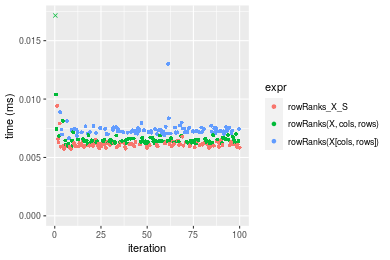 0.015
0.010
0.005
0.000
time (ms)
0
25
50
75
100
iteration
expr
rowRanks_X_S
rowRanks(X, cols, rows)
rowRanks(X[cols, rows])